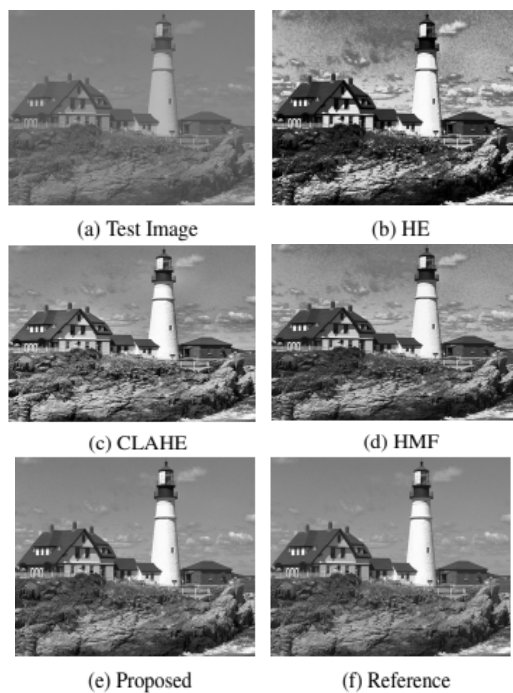 (a) Test Image
(b) HE
(c) CLAHE
(d) HMF
(e) Proposed
(f) Reference